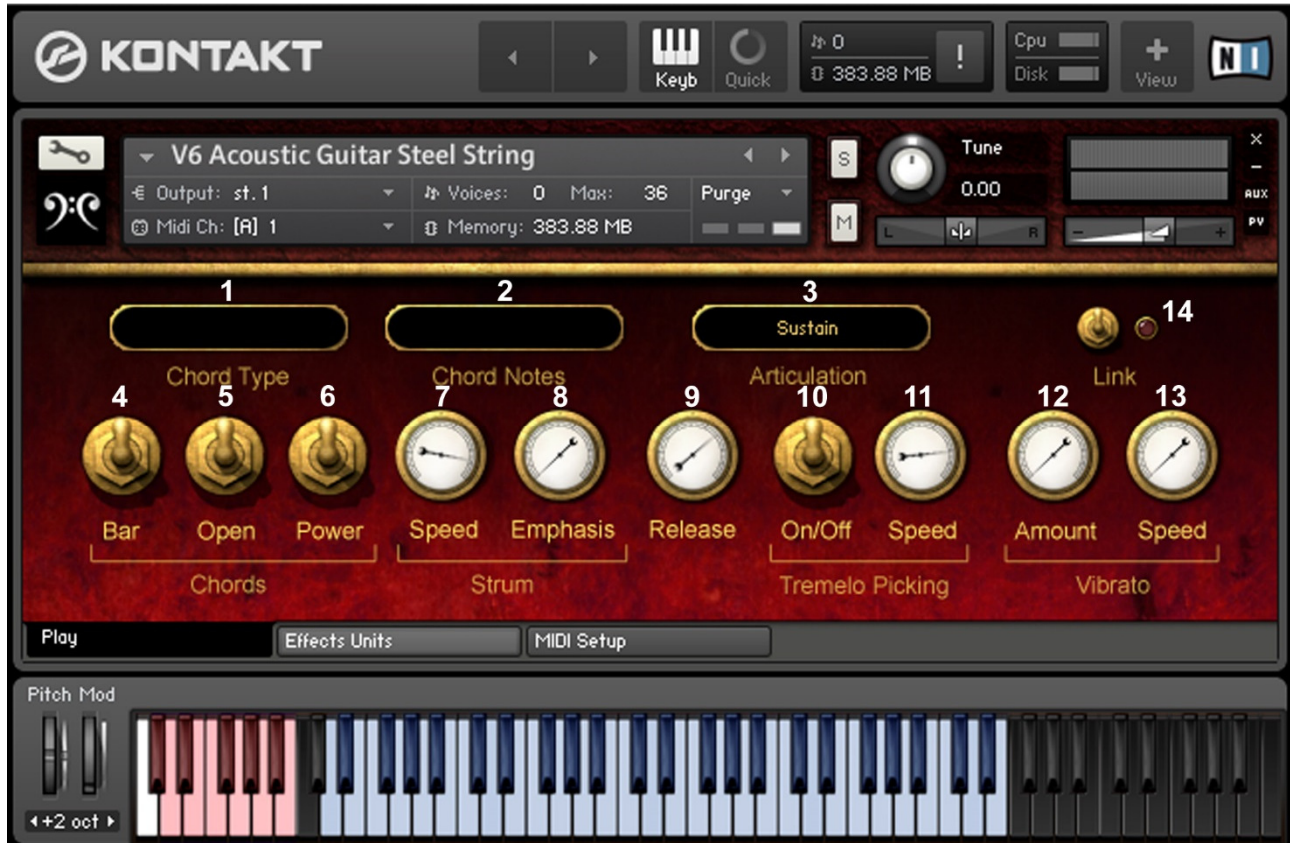 KONTAKT
Keyb
Quick
0
383.88 MB
!
Cpu
Disk
+
View
N I
V6 Acoustic Guitar Steel String
S
Tune
0.00
X
-
AUX
PV
Output: st. 1
Voices: 0 Max: 36
Purge
Midi Ch: [A] 1
Memory: 383.88 MB
M
L R
- +
1 2 3 14
Sustain
Chord Type Chord Notes Articulation Link
4 5 6 7 8 9 10 11 12 13
Bar Open Power Speed Emphasis Release On/Off Speed Amount Speed
Chords Strum Tremelo Picking Vibrato
Play Effects Units MIDI Setup
Pitch Mod
+2 oct